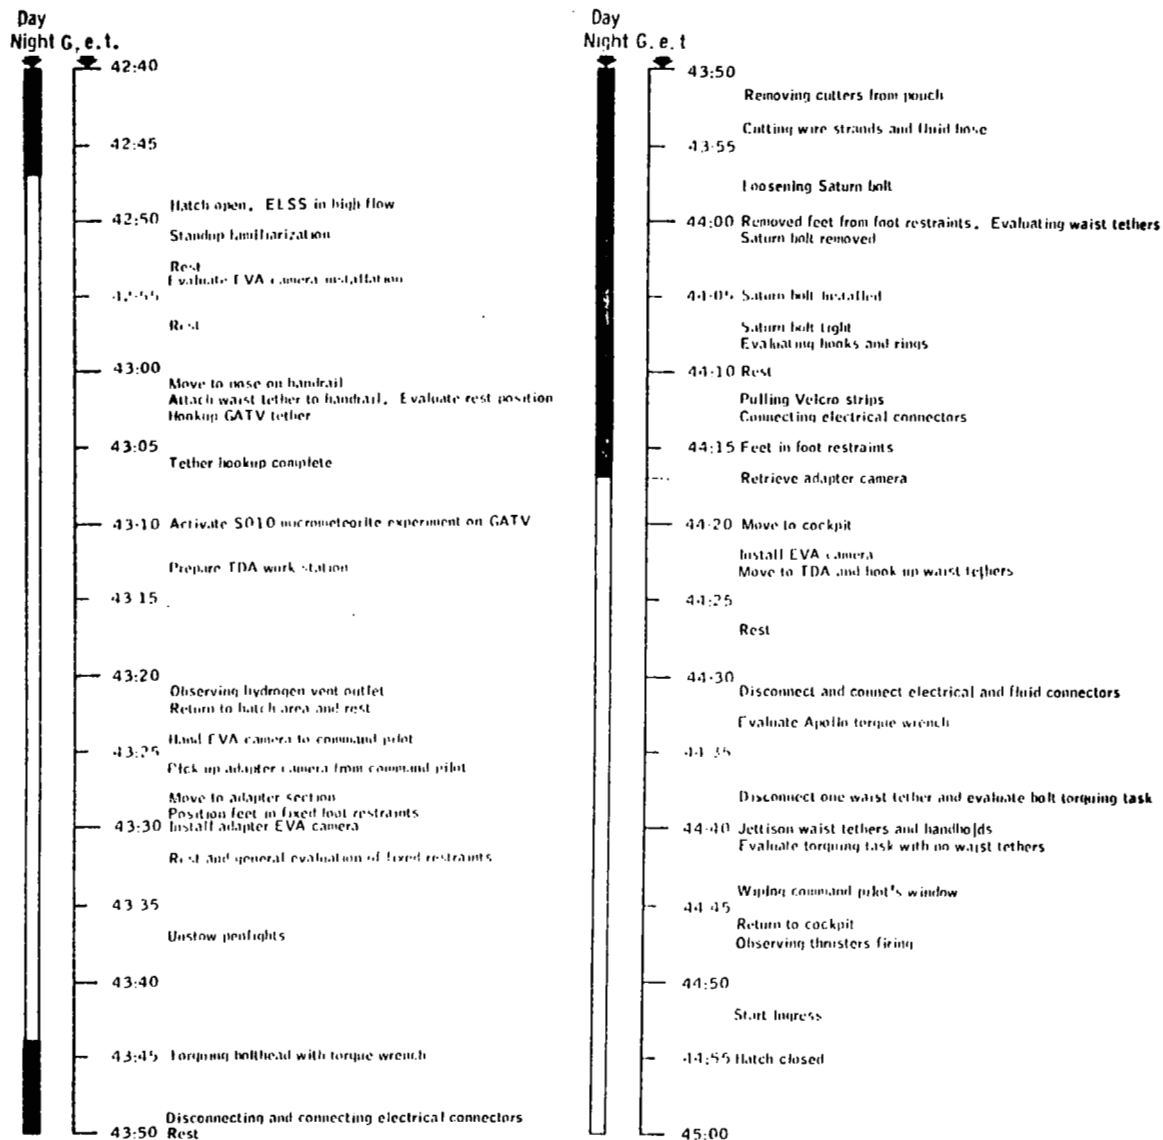 Day
Night G.e.t.
42:40
42:45
Hatch open. ELSS in high flow
42:50
Standup familiarization
Rest
Evaluate EVA camera installation
42:55
Rest
43:00
Move to nose on handrail
Attach waist tether to handrail. Evaluate rest position
Hookup GATV tether
43:05
Tether hookup complete
43:10 Activate S010 micrometeorite experiment on GATV
Prepare TDA work station
43:15
43:20
Observing hydrogen vent outlet
Return to hatch area and rest
Hand EVA camera to command pilot
43:25
Pick up adapter camera from command pilot
Move to adapter section
Position feet in fixed foot restraints
43:30 Install adapter EVA camera
Rest and general evaluation of fixed restraints
43:35
Unstow penlights
43:40
43:45 Torquing bolthead with torque wrench
Disconnecting and connecting electrical connectors
43:50 Rest
Day
Night G.e.t
43:50
Removing cutters from pouch
Cutting wire strands and fluid hose
43:55
Loosening Saturn bolt
44:00 Removed feet from foot restraints. Evaluating waist tethers
Saturn bolt removed
44:05 Saturn bolt installed
Saturn bolt tight
Evaluating hooks and rings
44:10 Rest
Pulling Velcro strips
Connecting electrical connectors
44:15 Feet in foot restraints
Retrieve adapter camera
44:20 Move to cockpit
Install EVA camera
Move to TDA and hook up waist tethers
44:25
Rest
44:30
Disconnect and connect electrical and fluid connectors
Evaluate Apollo torque wrench
44:35
Disconnect one waist tether and evaluate bolt torquing task
44:40 Jettison waist tethers and handholds
Evaluate torquing task with no waist tethers
Wiping command pilot's window
44:45
Return to cockpit
Observing thrusters firing
44:50
Start ingress
44:55 Hatch closed
45:00